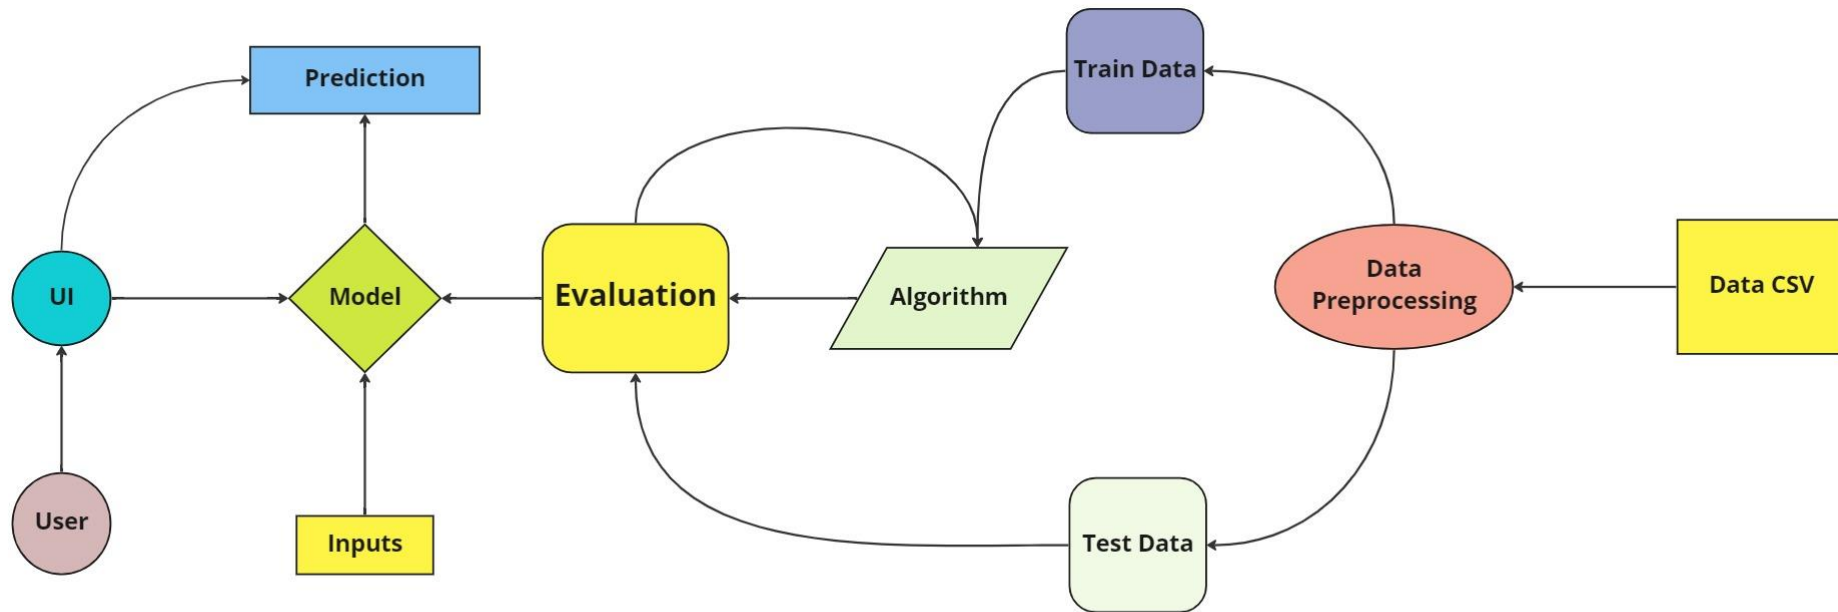 Prediction
Train Data
UI
Model
Evaluation
Algorithm
Data
Preprocessing
Data CSV
User
Inputs
Test Data